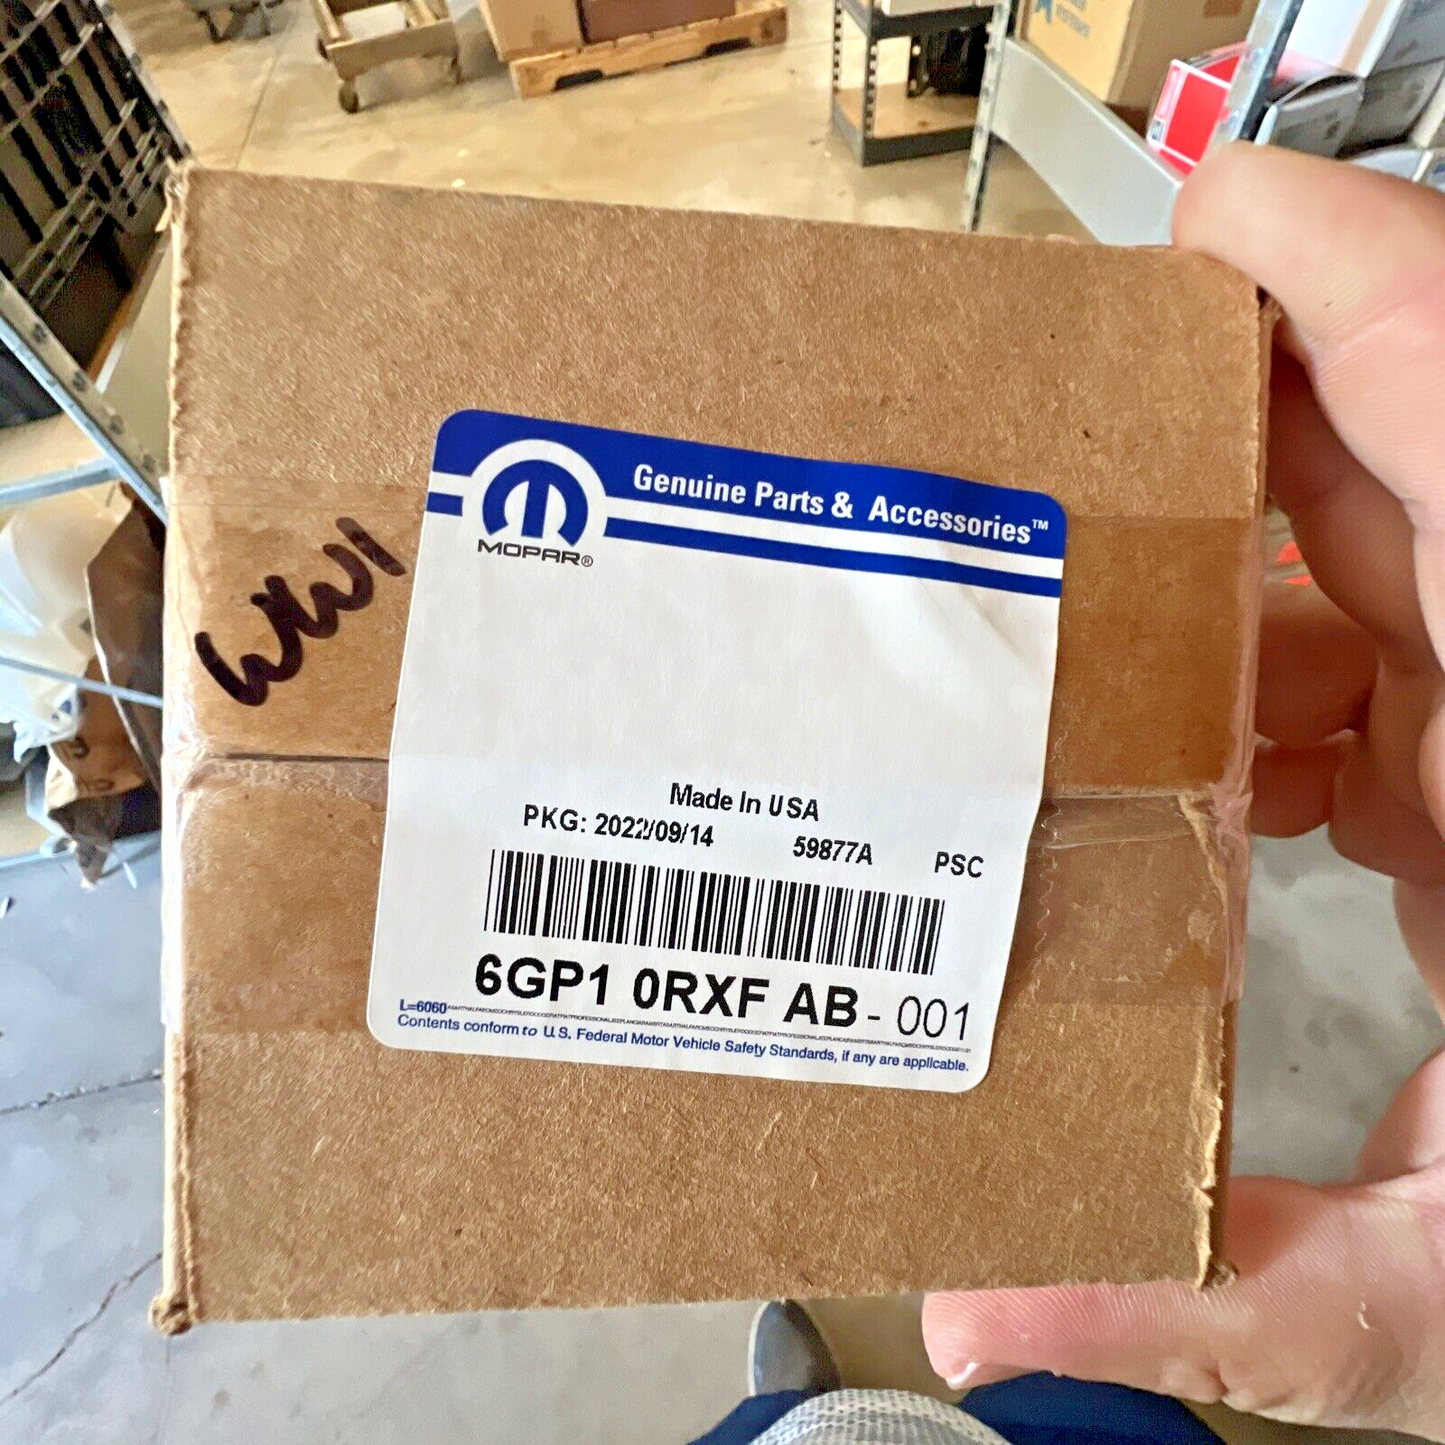 Genuine Parts & Accessories™
MOPAR®
WW1
Made In USA
PKG: 2022/09/14 59877A PSC
6GP1 0RXF AB - 001
L=6060
Contents conform to U.S. Federal Motor Vehicle Safety Standards, if any are applicable.